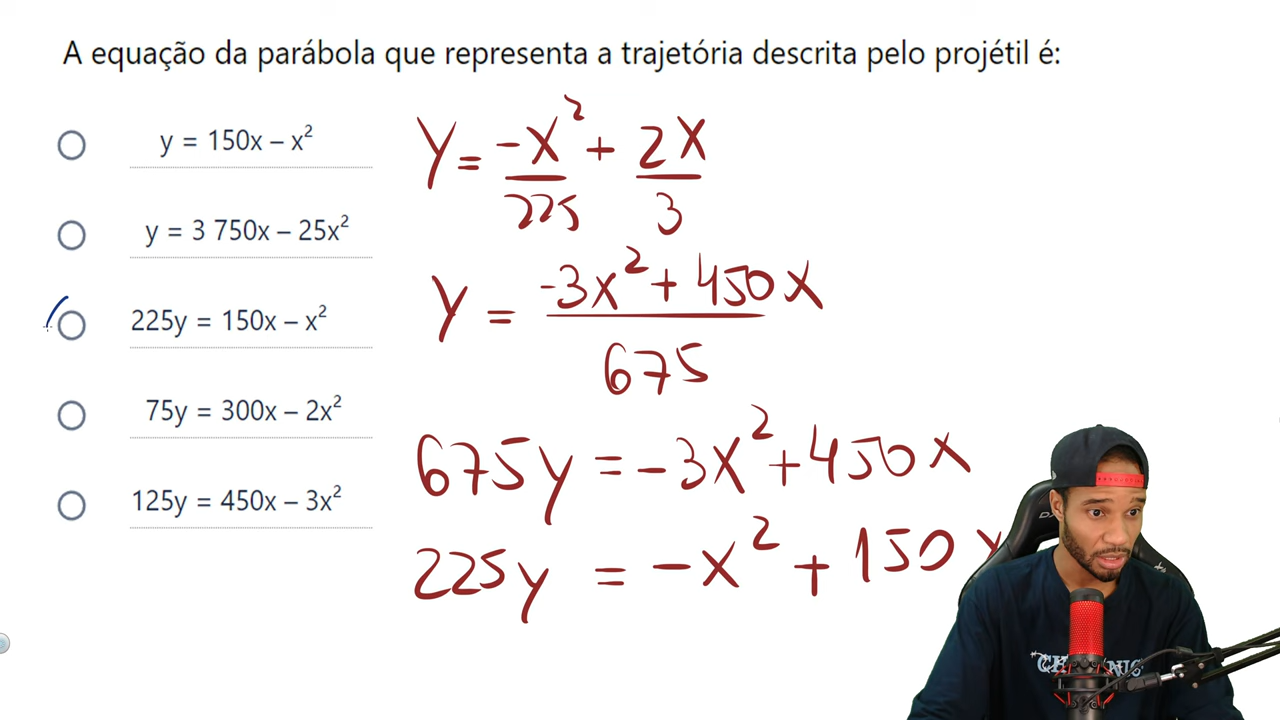 A equação da parábola que representa a trajetória descrita pelo projétil é:
y = 150x – x²
y = 3 750x – 25x²
225y = 150x – x²
75y = 300x – 2x²
125y = 450x – 3x²
Y = -x²/225 + 2x/3
Y = -3x² + 450x / 675
675y = -3x² + 450x
225y = -x² + 150x